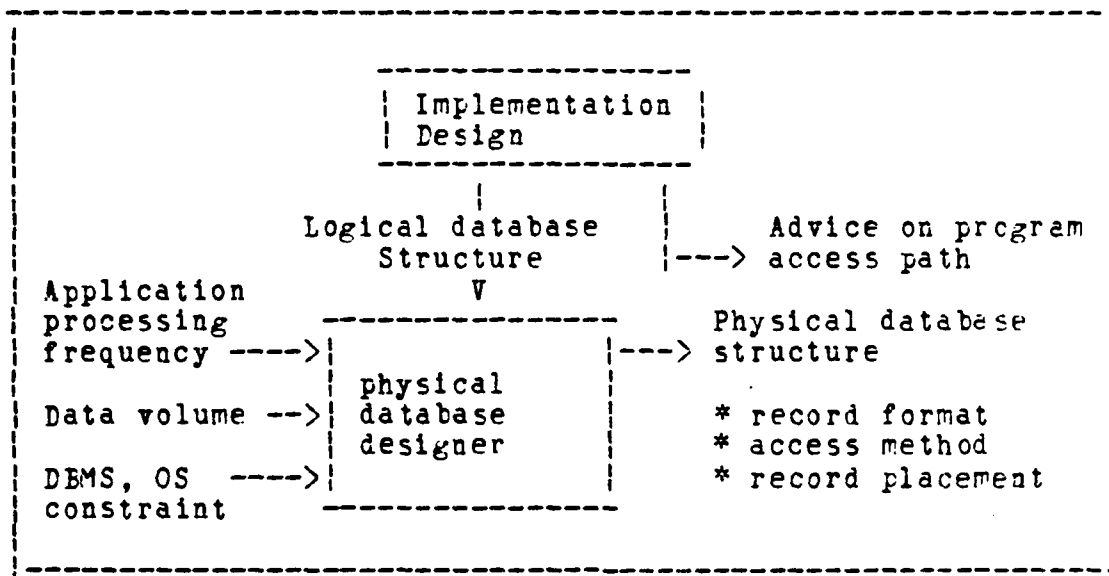 Implementation
Design
Logical database
Structure
Advice on program
access path
Application
processing
frequency
Physical database
structure
physical
database
designer
Data volume
* record format
* access method
* record placement
DBMS, OS
constraint